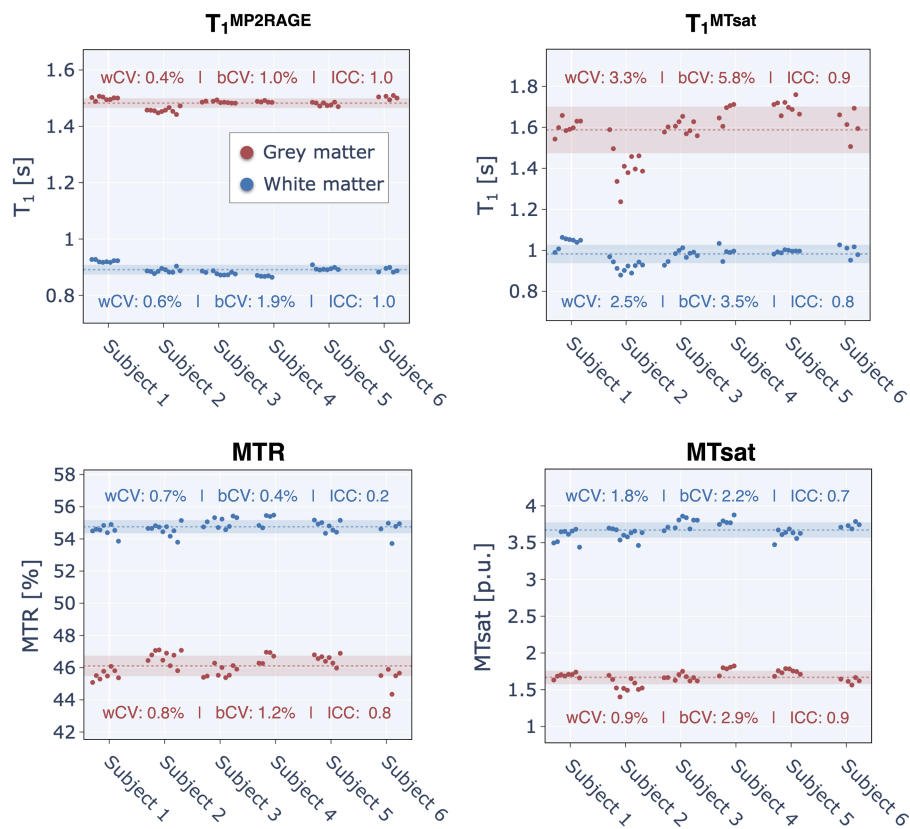 T1MP2RAGE
wCV: 0.4% I bCV: 1.0% I ICC: 1.0
1.6
1.4
1.2
1
0.8
T1 [s]
Grey matter
White matter
wCV: 0.6% I bCV: 1.9% I ICC: 1.0
Subject 1
Subject 2
Subject 3
Subject 4
Subject 5
Subject 6
T1MTsat
wCV: 3.3% I bCV: 5.8% I ICC: 0.9
1.8
1.6
1.4
1.2
1
0.8
T1 [s]
wCV: 2.5% I bCV: 3.5% I ICC: 0.8
Subject 1
Subject 2
Subject 3
Subject 4
Subject 5
Subject 6
MTR
58
56
54
52
50
48
46
44
42
MTR [%]
wCV: 0.7% I bCV: 0.4% I ICC: 0.2
wCV: 0.8% I bCV: 1.2% I ICC: 0.8
Subject 1
Subject 2
Subject 3
Subject 4
Subject 5
Subject 6
MTsat
4
3.5
3
2.5
2
1.5
1
MTsat [p.u.]
wCV: 1.8% I bCV: 2.2% I ICC: 0.7
wCV: 0.9% I bCV: 2.9% I ICC: 0.9
Subject 1
Subject 2
Subject 3
Subject 4
Subject 5
Subject 6